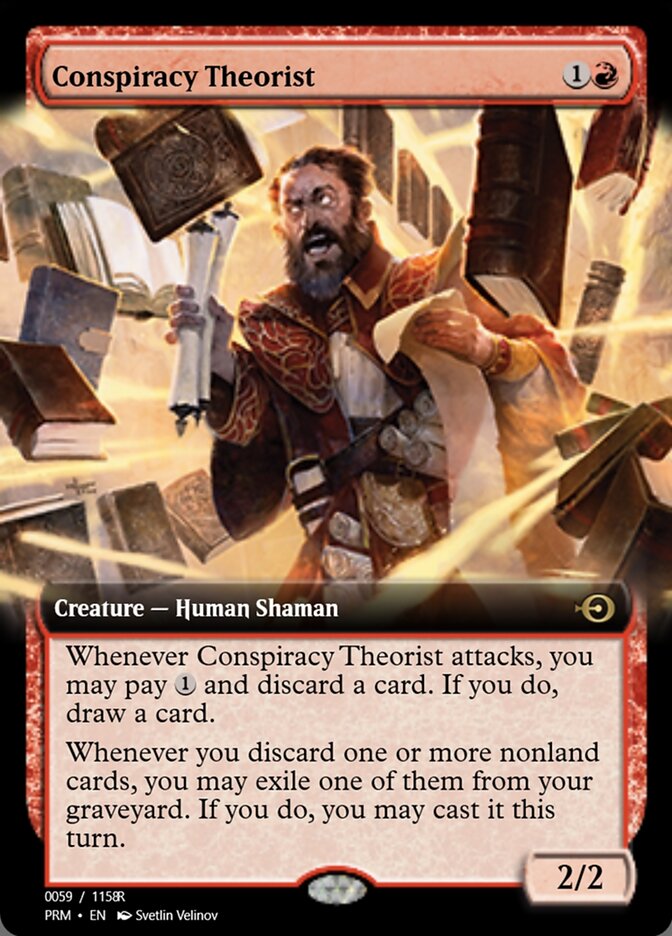 Conspiracy Theorist 1
Creature — Human Shaman
Whenever Conspiracy Theorist attacks, you
may pay 1 and discard a card. If you do,
draw a card.
Whenever you discard one or more nonland
cards, you may exile one of them from your
graveyard. If you do, you may cast it this
turn.
2/2
0059 / 1158R
PRM • EN Svetlin Velinov